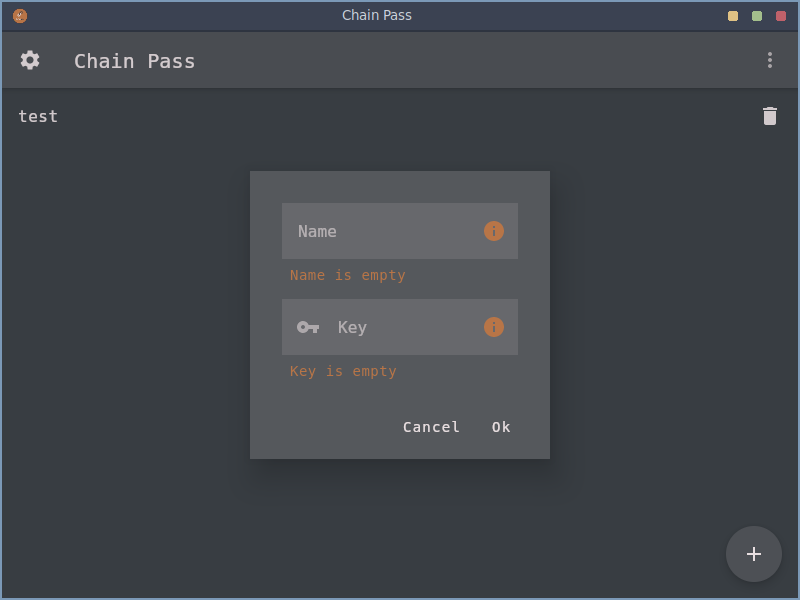 Chain Pass
Chain Pass
test
Name
Name is empty
Key
Key is empty
Cancel Ok